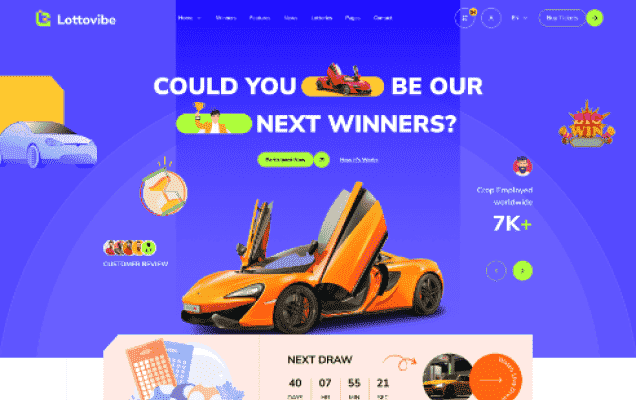 Lottovibe
Home
Winners
Features
News
Lotteries
Pages
Contact
EN
Buy Tickets
COULD YOU BE OUR
NEXT WINNERS?
BIG
WIN
How it's Works
Crop Employed
worldwide
7K+
CUSTOMER REVIEW
NEXT DRAW
40 07 55 21
DAYS HR MIN SEC